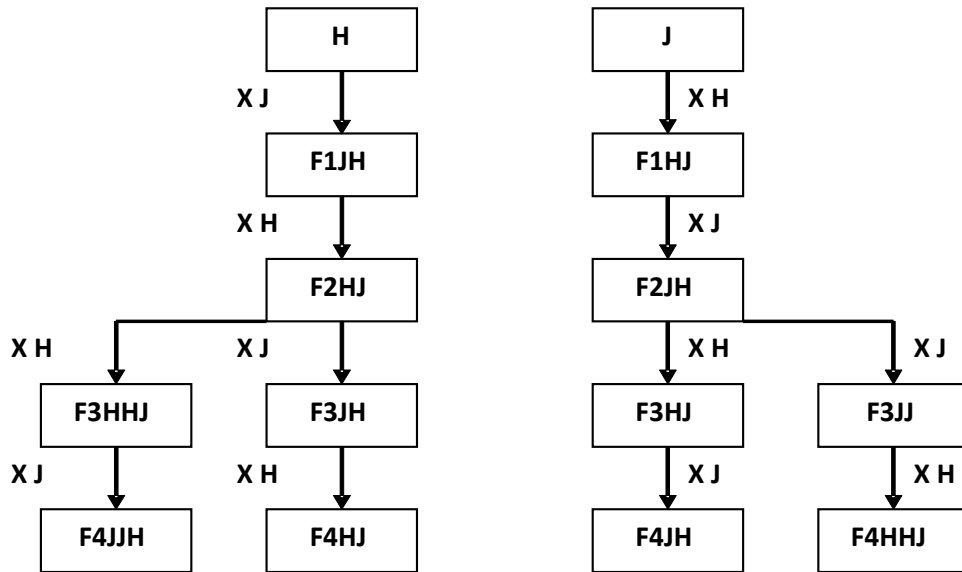 H J
X J X H
F1JH F1HJ
X H X J
F2HJ F2JH
X H X J X H X J
F3HHJ F3JH F3HJ F3JJ
X J X H X J X H
F4JJH F4HJ F4JH F4HHJ